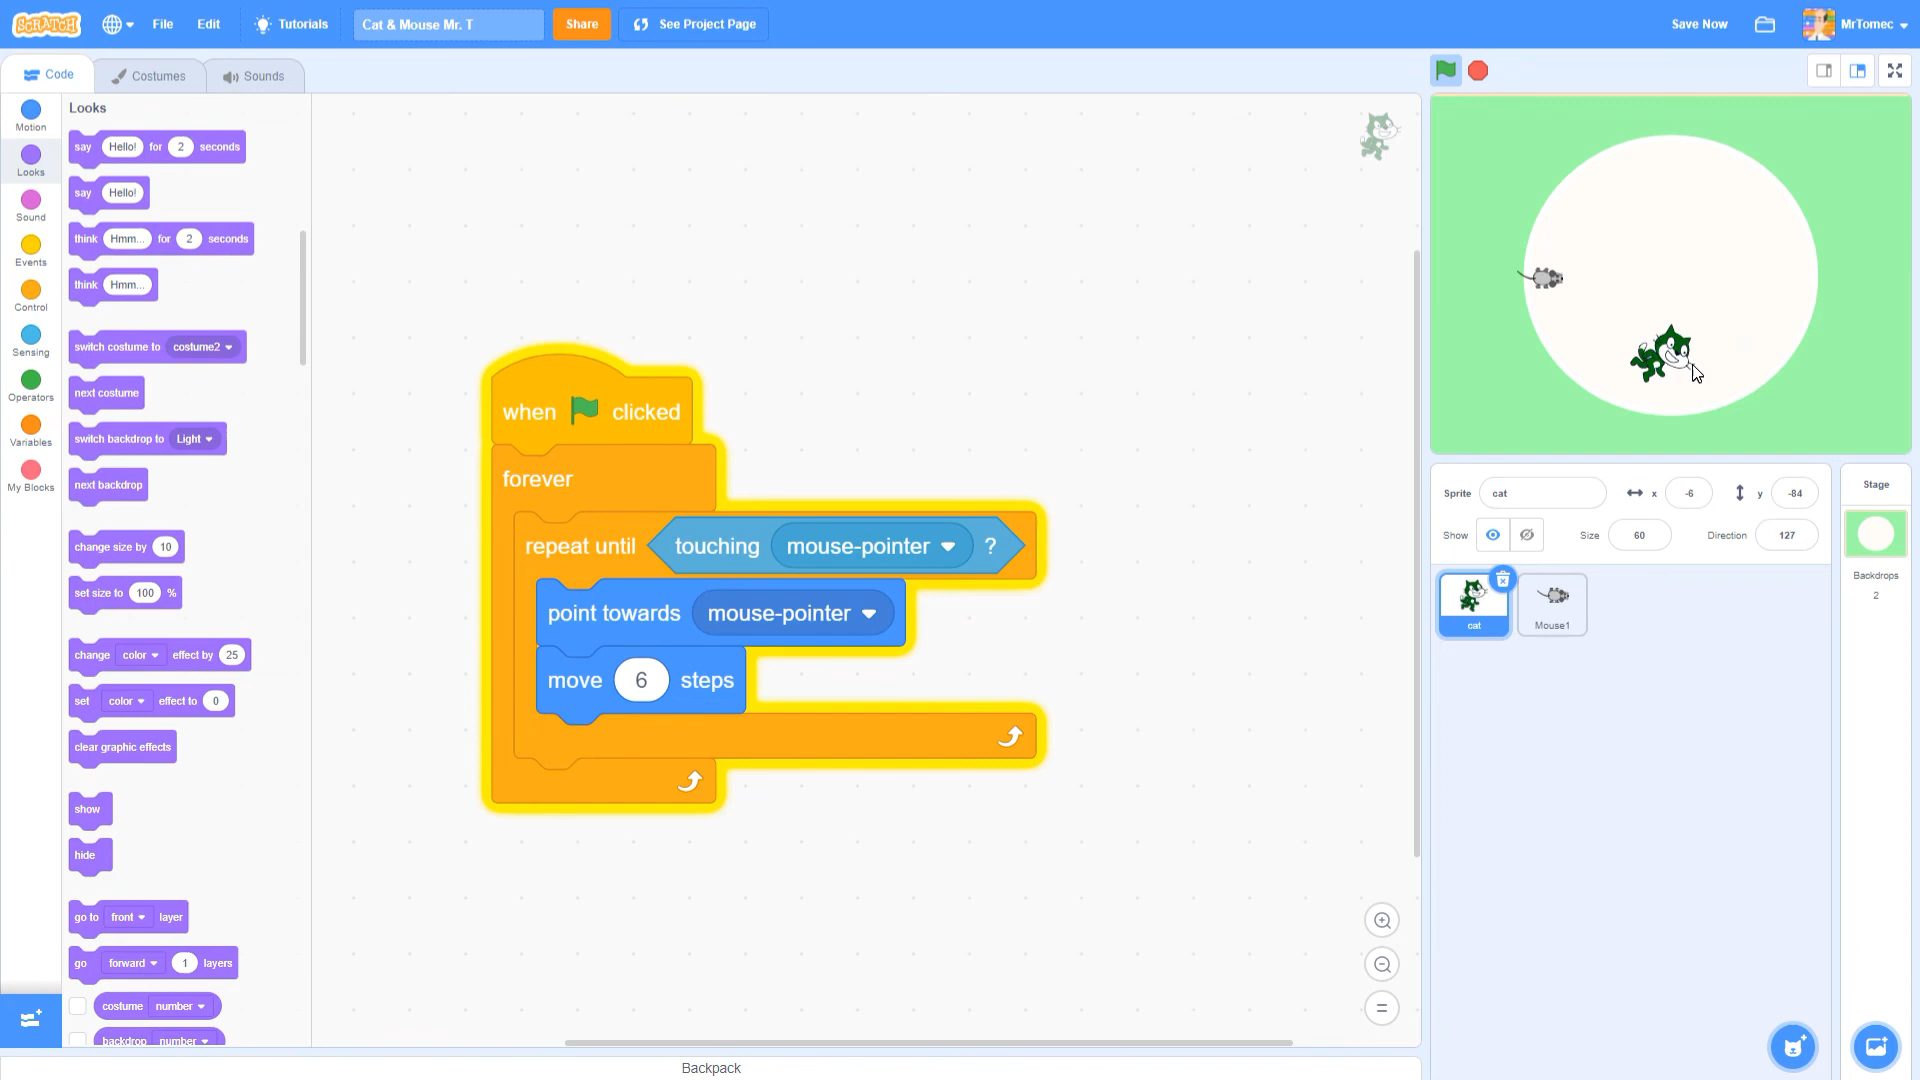 SCRATCH
File
Edit
Tutorials
Cat & Mouse Mr. T
Share
See Project Page
Save Now
MrTomec
Code
Costumes
Sounds
Motion
Looks
Sound
Events
Control
Sensing
Operators
Variables
My Blocks
Looks
say Hello! for 2 seconds
say Hello!
think Hmm... for 2 seconds
think Hmm...
switch costume to costume2
next costume
switch backdrop to Light
next backdrop
change size by 10
set size to 100 %
change color effect by 25
set color effect to 0
clear graphic effects
show
hide
go to front layer
go forward 1 layers
costume number
backdrop number
when clicked
forever
repeat until touching mouse-pointer ?
point towards mouse-pointer
move 6 steps
=
Backpack
Sprite cat x -6 y -84
Show Size 60 Direction 127
cat
Mouse1
Stage
Backdrops
2